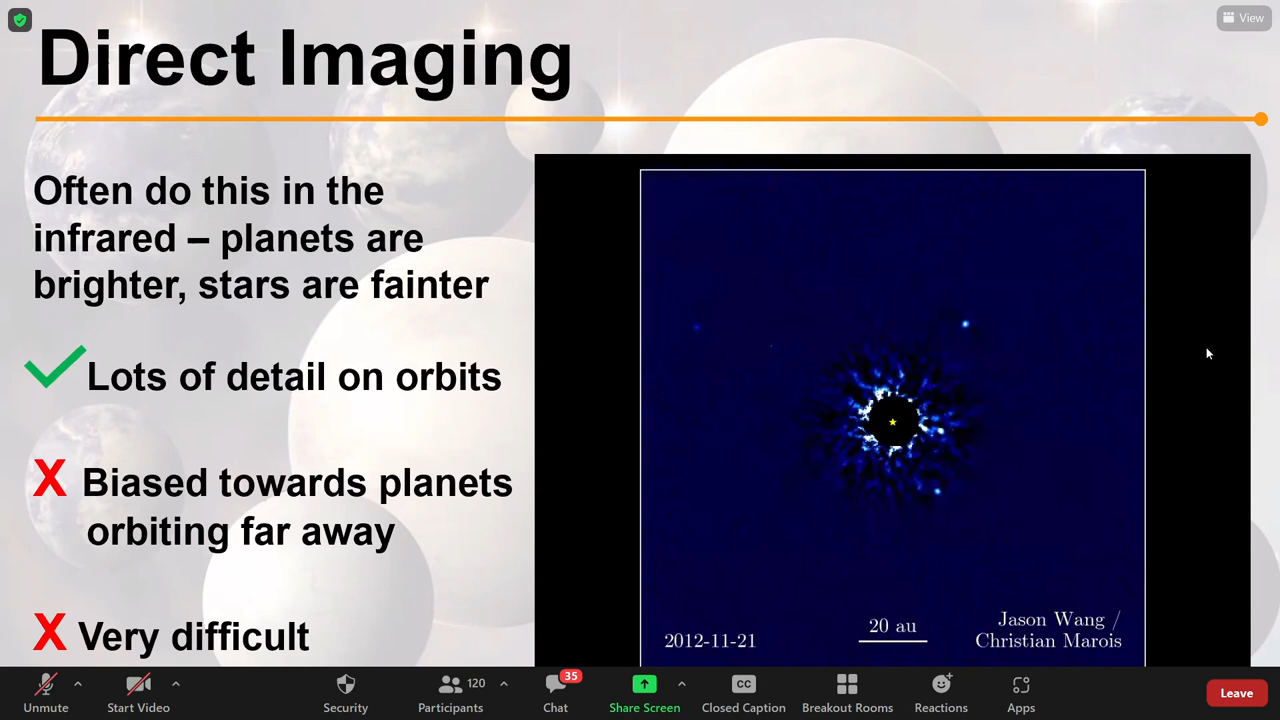 View
Direct Imaging
Often do this in the
infrared – planets are
brighter, stars are fainter
Lots of detail on orbits
X Biased towards planets
orbiting far away
X Very difficult
20 au
2012-11-21
Jason Wang /
Christian Marois
Unmute
Start Video
Security
120
Participants
35
Chat
Share Screen
CC
Closed Caption
Breakout Rooms
Reactions
Apps
Leave